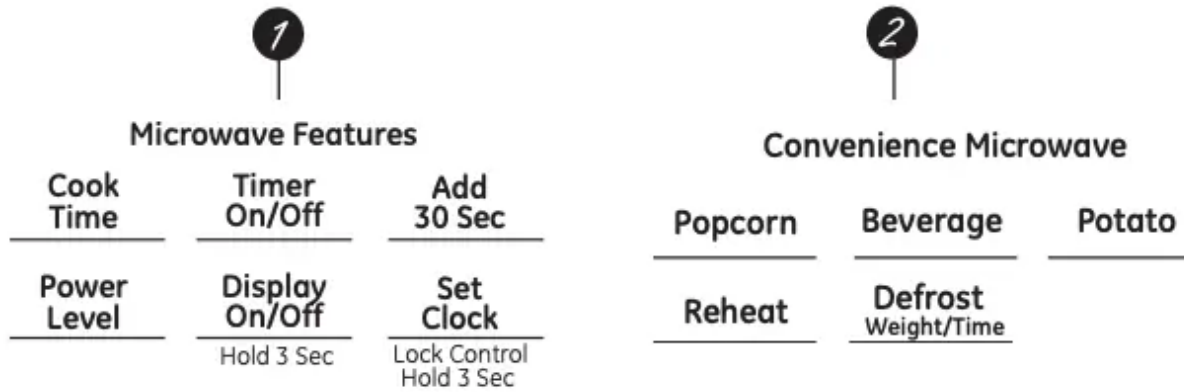 1
Microwave Features
Cook
Time
Timer
On/Off
Add
30 Sec
Power
Level
Display
On/Off
Hold 3 Sec
Set
Clock
Lock Control
Hold 3 Sec
2
Convenience Microwave
Popcorn
Beverage
Potato
Reheat
Defrost
Weight/Time